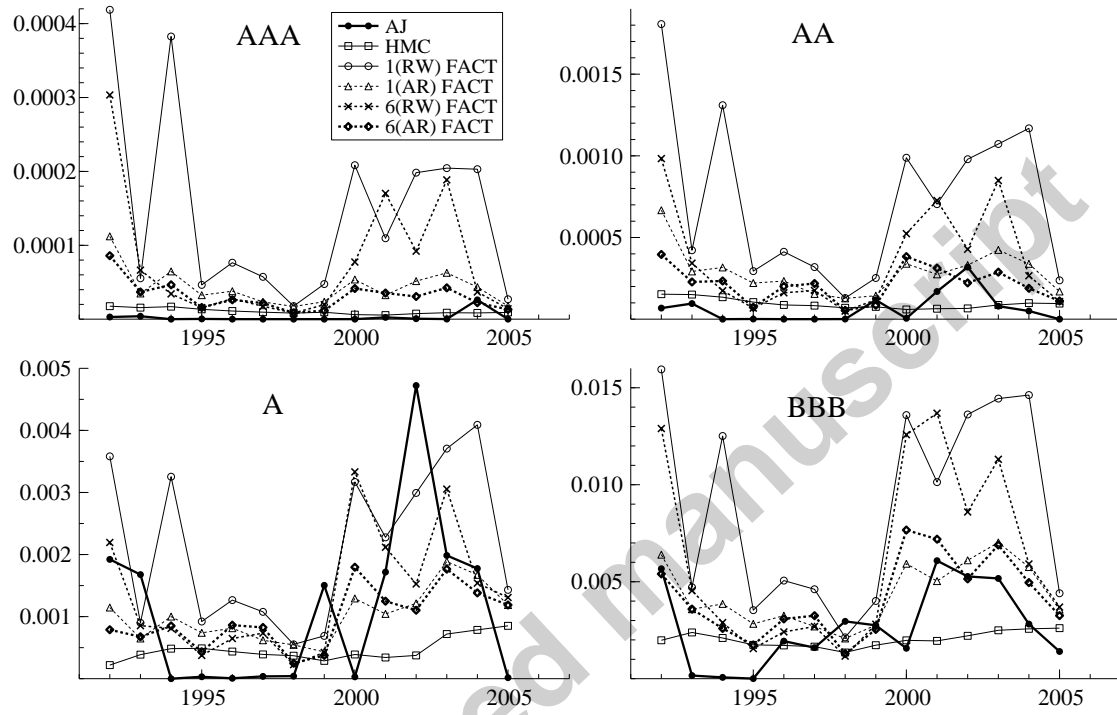 AAA
0.0004
0.0003
0.0002
0.0001
1995 2000 2005
AJ
HMC
1(RW) FACT
1(AR) FACT
6(RW) FACT
6(AR) FACT
AA
0.0015
0.0010
0.0005
1995 2000 2005
A
0.005
0.004
0.003
0.002
0.001
1995 2000 2005
BBB
0.015
0.010
0.005
1995 2000 2005
ed manuscript